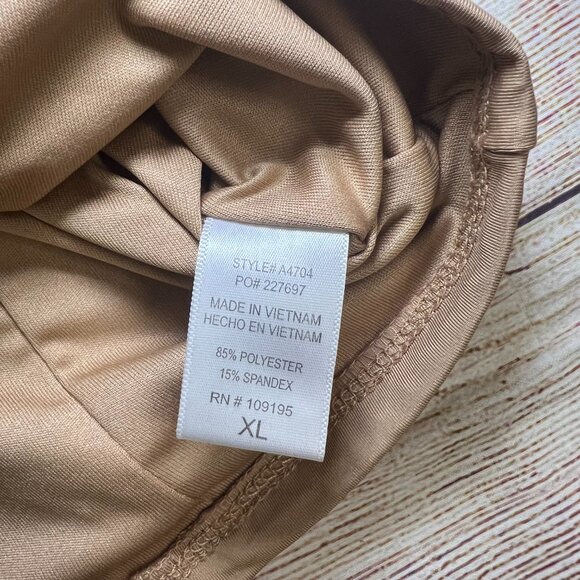 STYLE# A4704
PO# 227697
MADE IN VIETNAM
HECHO EN VIETNAM
85% POLYESTER
15% SPANDEX
RN # 109195
XL